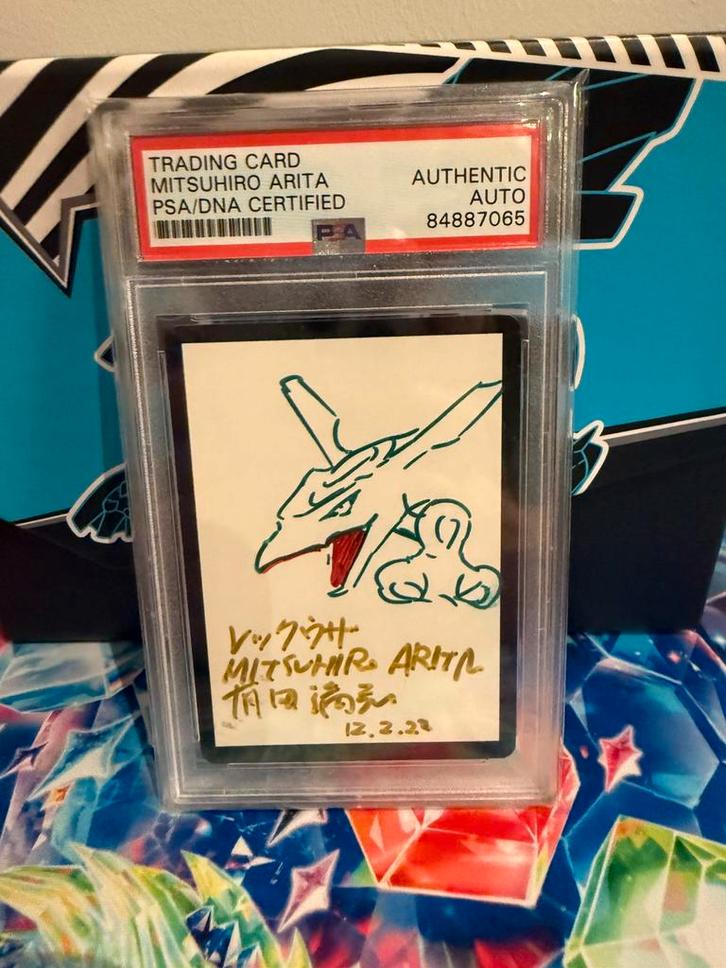 TRADING CARD
MITSUHIRO ARITA
PSA/DNA CERTIFIED
AUTHENTIC
AUTO
84887065
PSA
レックウザ
MITSUHIRO ARITA
有田満弘
12.2.22